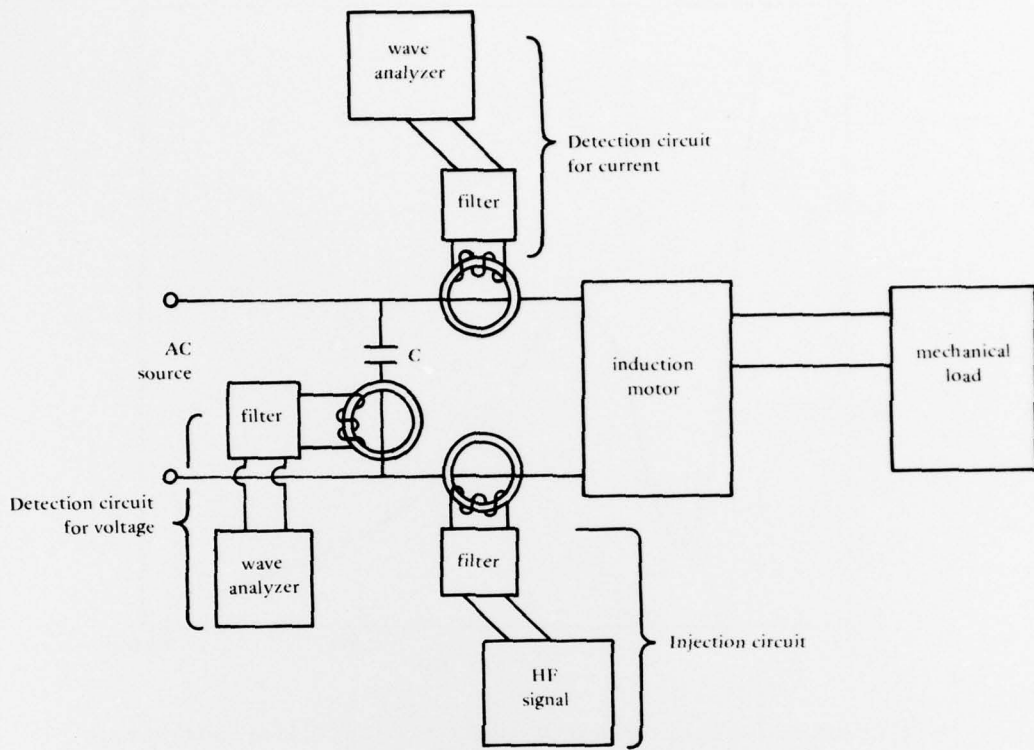 wave
analyzer
Detection circuit
for current
filter
AC
source
C
induction
motor
mechanical
load
filter
Detection circuit
for voltage
wave
analyzer
filter
Injection circuit
HF
signal